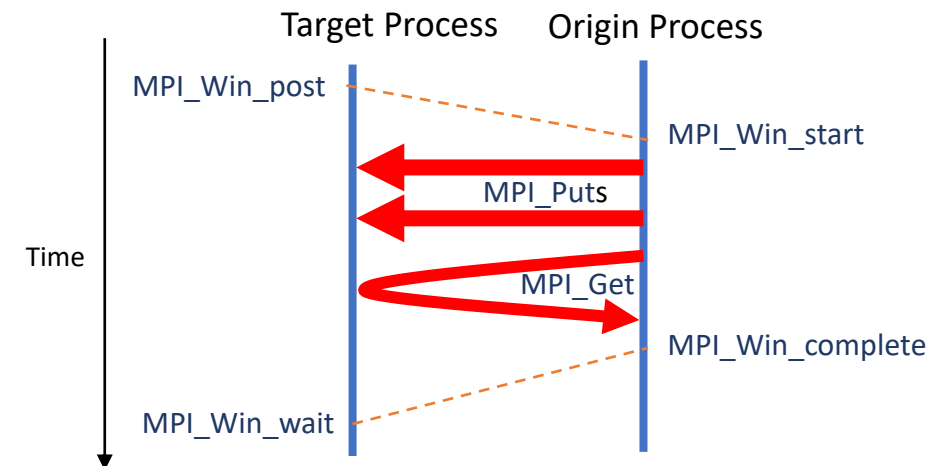 Target Process
Origin Process
MPI_Win_post
MPI_Win_start
MPI_Puts
Time
MPI_Get
MPI_Win_complete
MPI_Win_wait